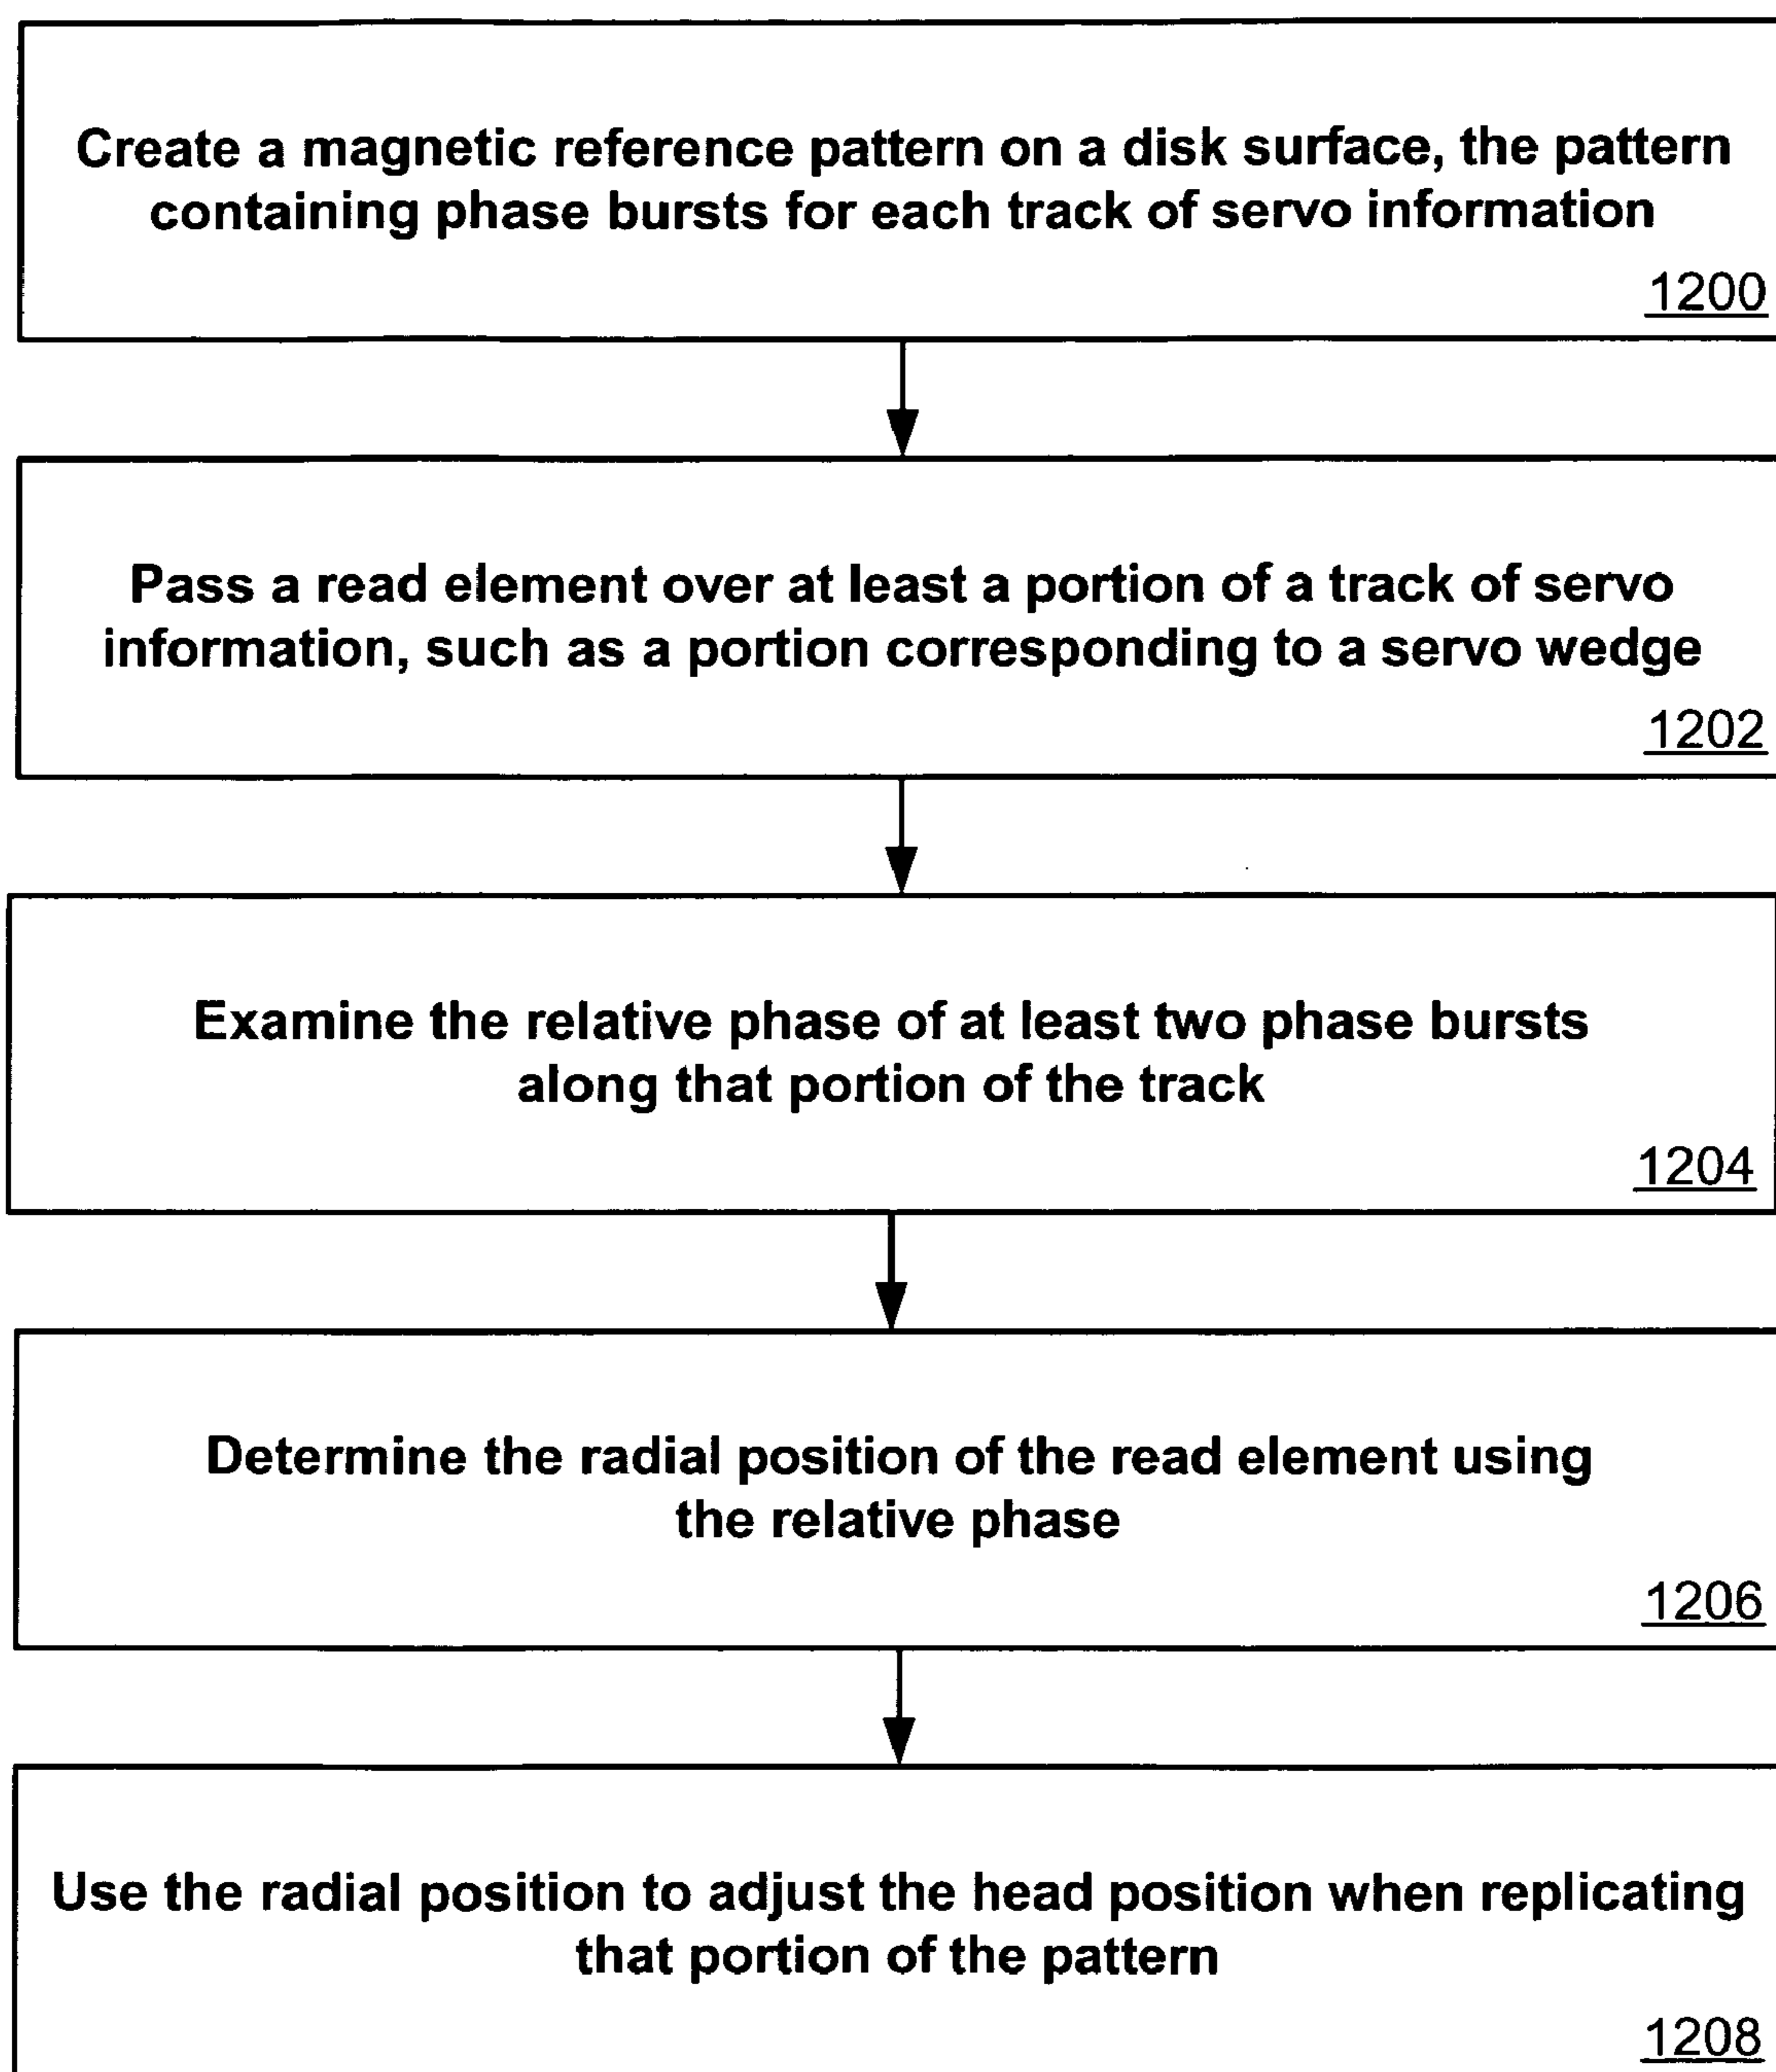 Create a magnetic reference pattern on a disk surface, the pattern
containing phase bursts for each track of servo information
1200
Pass a read element over at least a portion of a track of servo
information, such as a portion corresponding to a servo wedge
1202
Examine the relative phase of at least two phase bursts
along that portion of the track
1204
Determine the radial position of the read element using
the relative phase
1206
Use the radial position to adjust the head position when replicating
that portion of the pattern
1208